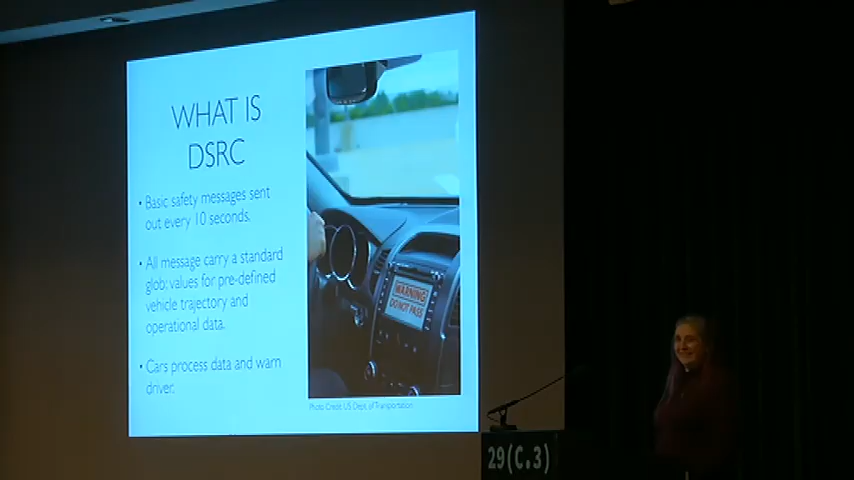 WHAT IS
DSRC
• Basic safety messages sent
out every 10 seconds.
• All message carry a standard
glob: values for pre-defined
vehicle trajectory and
operational data.
• Cars process data and warn
driver.
WARNING
DO NOT PASS
Photo Credit: US Dept. of Transportation
29(C.3)